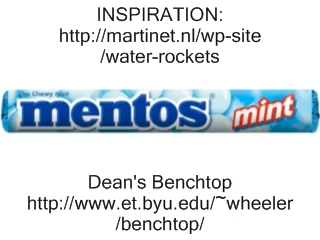 INSPIRATION:
http://martinet.nl/wp-site
/water-rockets
Chewy Mint
mentos
mint
Dean's Benchtop
http://www.et.byu.edu/~wheeler
/benchtop/